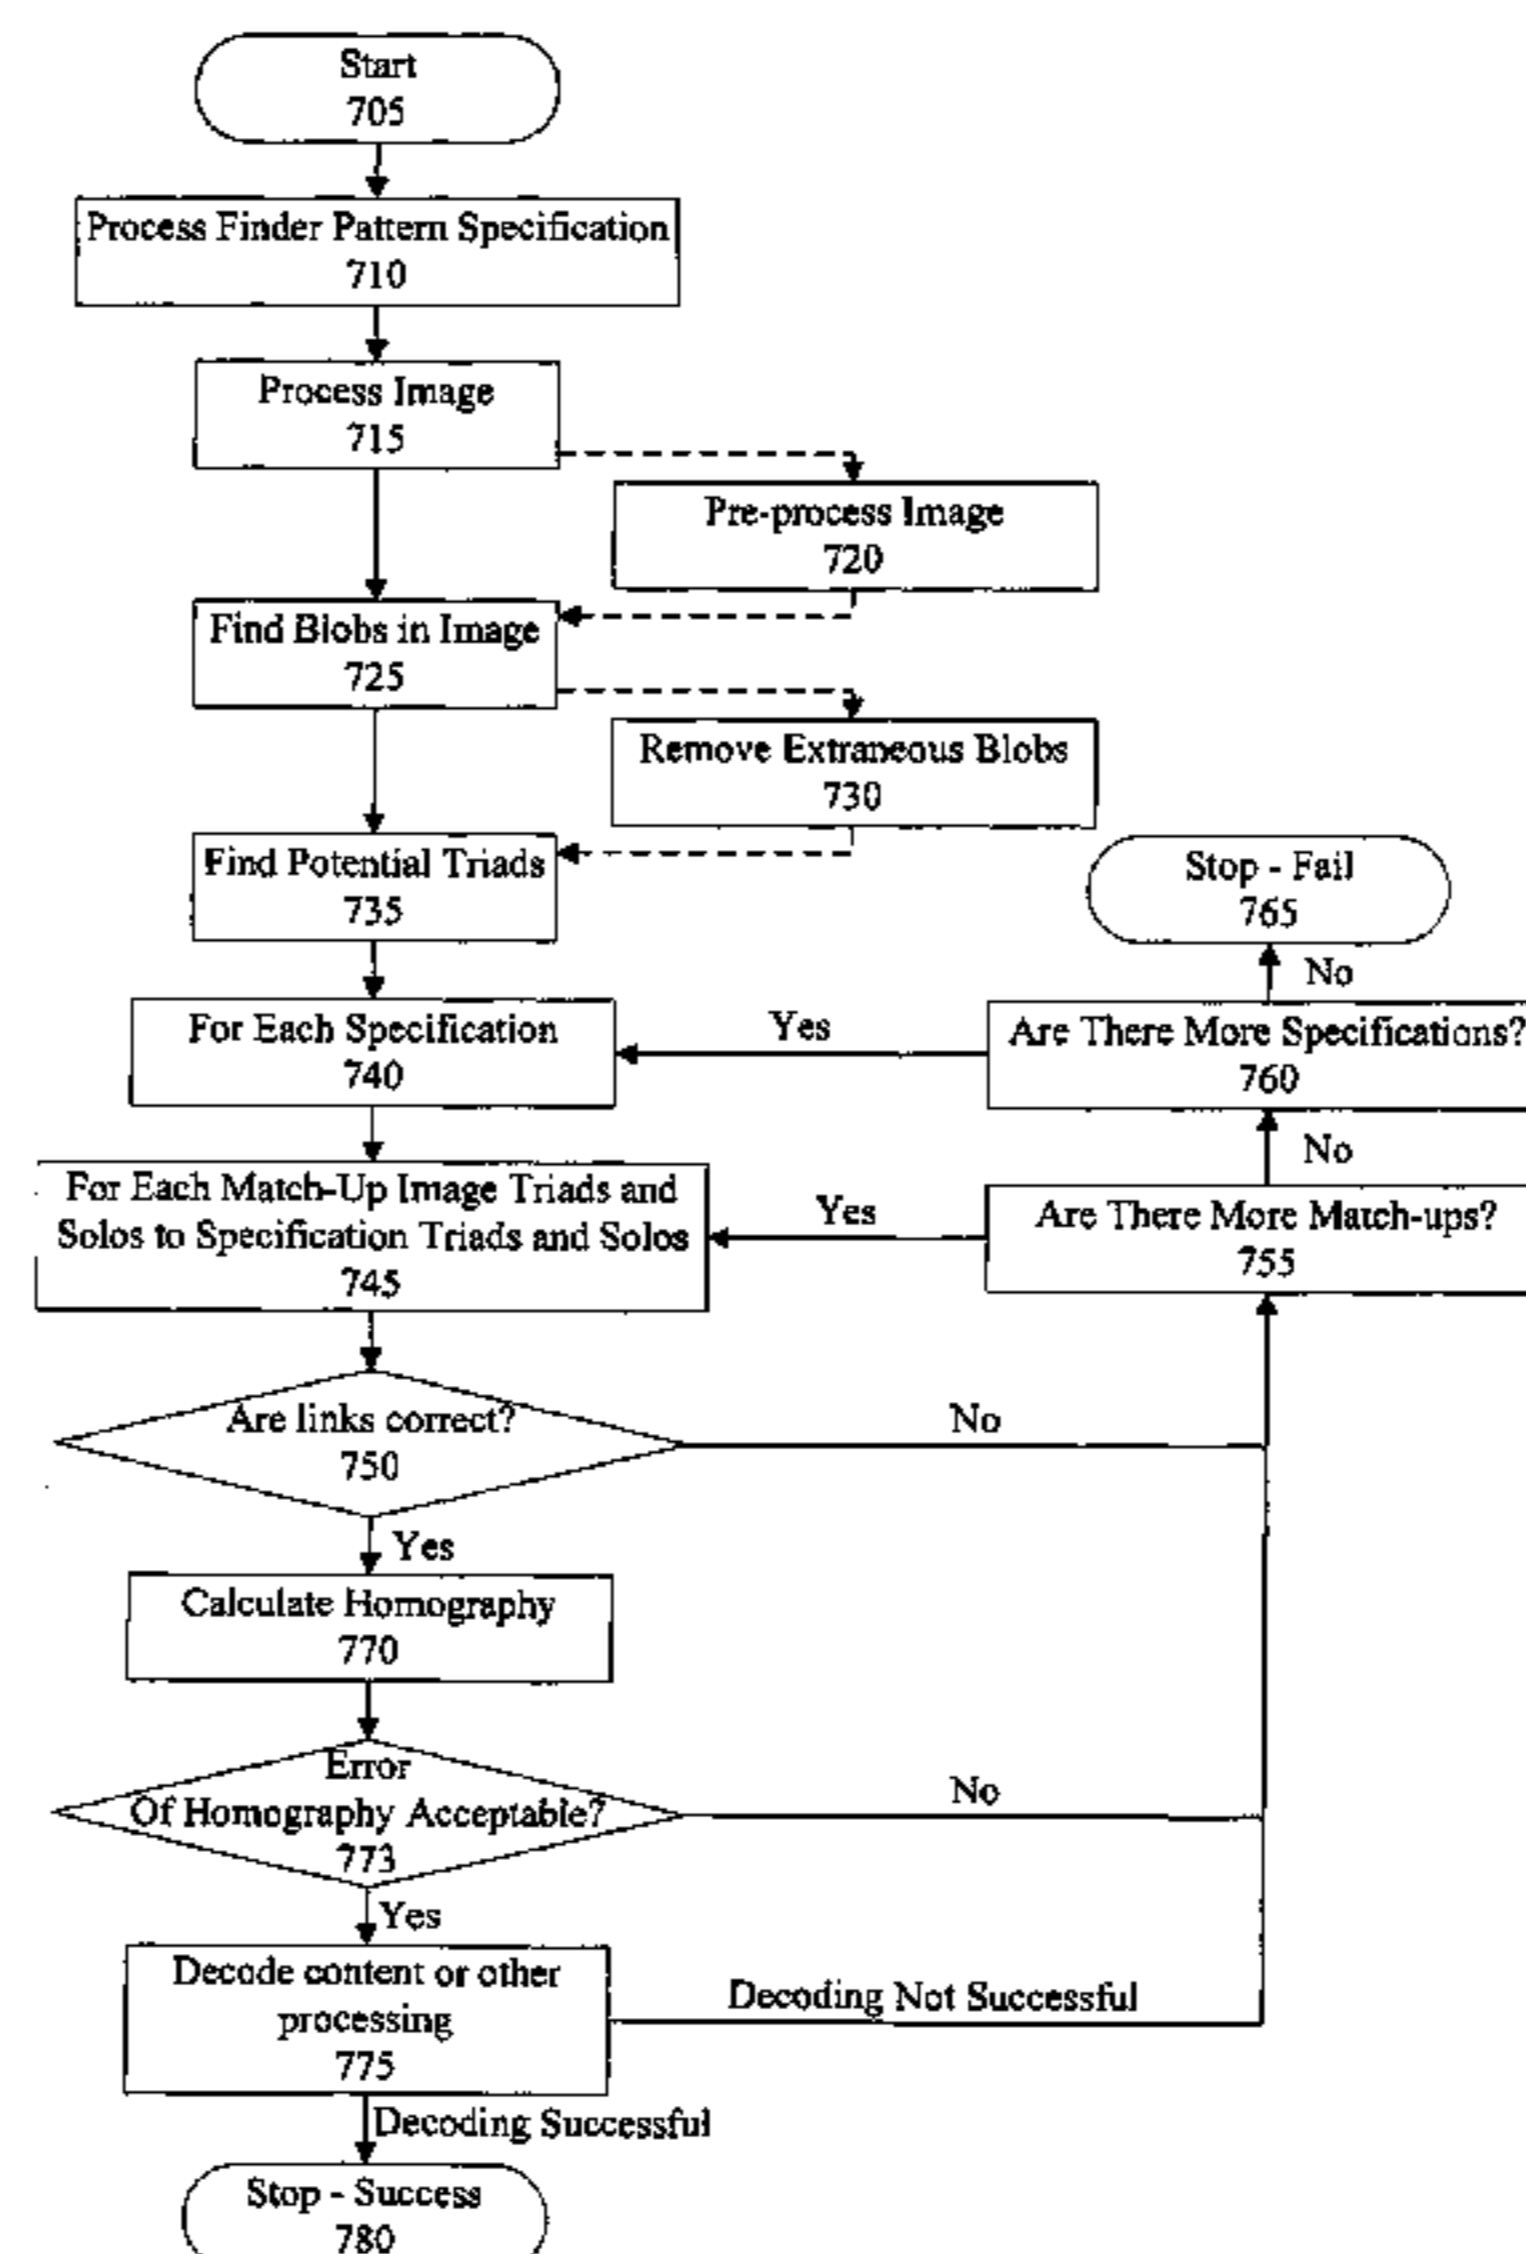 Start
705
Process Finder Pattern Specification
710
Process Image
715
Pre-process Image
720
Find Blobs in Image
725
Remove Extraneous Blobs
730
Find Potential Triads
735
Stop - Fail
765
No
For Each Specification
740
Yes
Are There More Specifications?
760
No
For Each Match-Up Image Triads and
Solos to Specification Triads and Solos
745
Yes
Are There More Match-ups?
755
Are links correct?
750
No
Yes
Calculate Homography
770
Error
Of Homography Acceptable?
773
No
Yes
Decode content or other
processing
775
Decoding Not Successful
Decoding Successful
Stop - Success
780